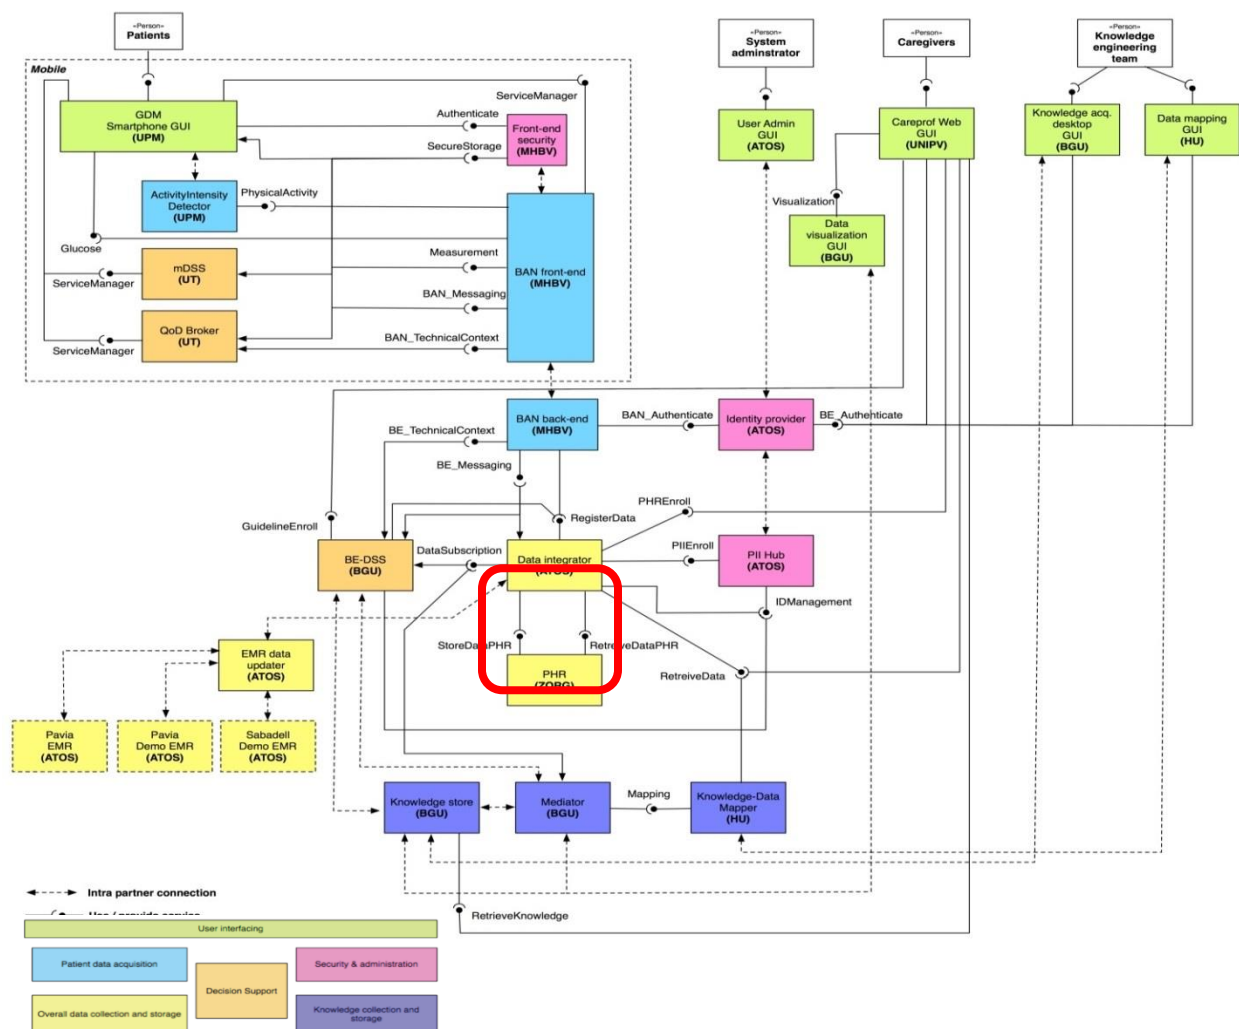 «Person»
Patients
«Person»
System
adminstrator
«Person»
Caregivers
«Person»
Knowledge
engineering
team
Mobile
GDM
Smartphone GUI
(UPM)
ServiceManager
Authenticate
Front-end
security
(MHBV)
SecureStorage
User Admin
GUI
(ATOS)
Careprof Web
GUI
(UNIPV)
Knowledge acq.
desktop
GUI
(BGU)
Data mapping
GUI
(HU)
ActivityIntensity
Detector
(UPM)
PhysicalActivity
Visualization
Data
visualization
GUI
(BGU)
Glucose
mDSS
(UT)
ServiceManager
Measurement
BAN front-end
(MHBV)
BAN_Messaging
QoD Broker
(UT)
ServiceManager
BAN_TechnicalContext
BAN back-end
(MHBV)
BAN_Authenticate
Identity provider
(ATOS)
BE_Authenticate
BE_TechnicalContext
BE_Messaging
PHREnroll
GuidelineEnroll
RegisterData
BE-DSS
(BGU)
DataSubscription
Data integrator
(ATOS)
PIIEnroll
PII Hub
(ATOS)
IDManagement
StoreDataPHR
RetreiveDataPHR
EMR data
updater
(ATOS)
PHR
(ZORG)
RetreiveData
Pavia
EMR
(ATOS)
Pavia
Demo EMR
(ATOS)
Sabadell
Demo EMR
(ATOS)
Knowledge store
(BGU)
Mediator
(BGU)
Mapping
Knowledge-Data
Mapper
(HU)
RetrieveKnowledge
Intra partner connection
Use / provide service
User interfacing
Patient data acquisition
Decision Support
Security & administration
Overall data collection and storage
Knowledge collection and
storage